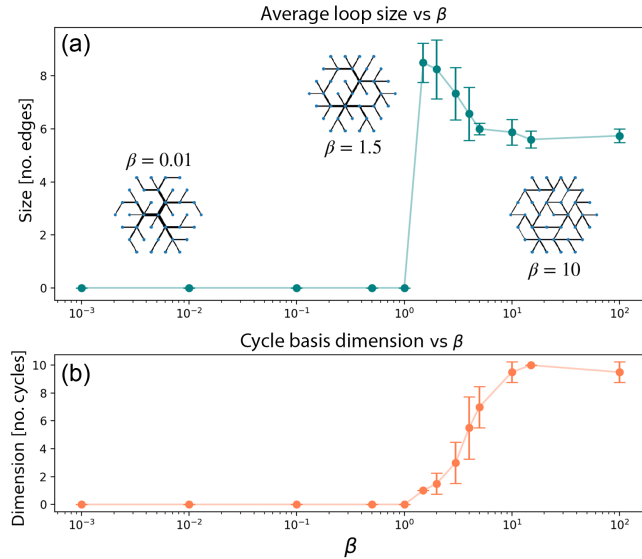 Average loop size vs β
(a)
Size [no. edges]
8
6
4
2
0
β = 0.01
β = 1.5
β = 10
10⁻³ 10⁻² 10⁻¹ 10⁰ 10¹ 10²
Cycle basis dimension vs β
(b)
Dimension [no. cycles]
10
8
6
4
2
0
10⁻³ 10⁻² 10⁻¹ 10⁰ 10¹ 10²
β